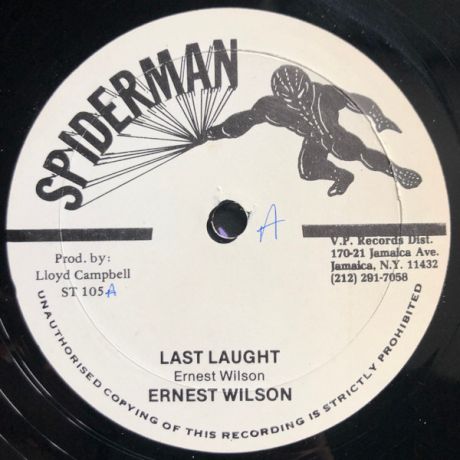 SPIDERMAN
A
Prod. by:
Lloyd Campbell
ST 105 A
V.P. Records Dist.
170-21 Jamaica Ave.
Jamaica, N.Y. 11432
(212) 291-7058
LAST LAUGHT
Ernest Wilson
ERNEST WILSON
UNAUTHORISED COPYING OF THIS RECORDING IS STRICTLY PROHIBITED